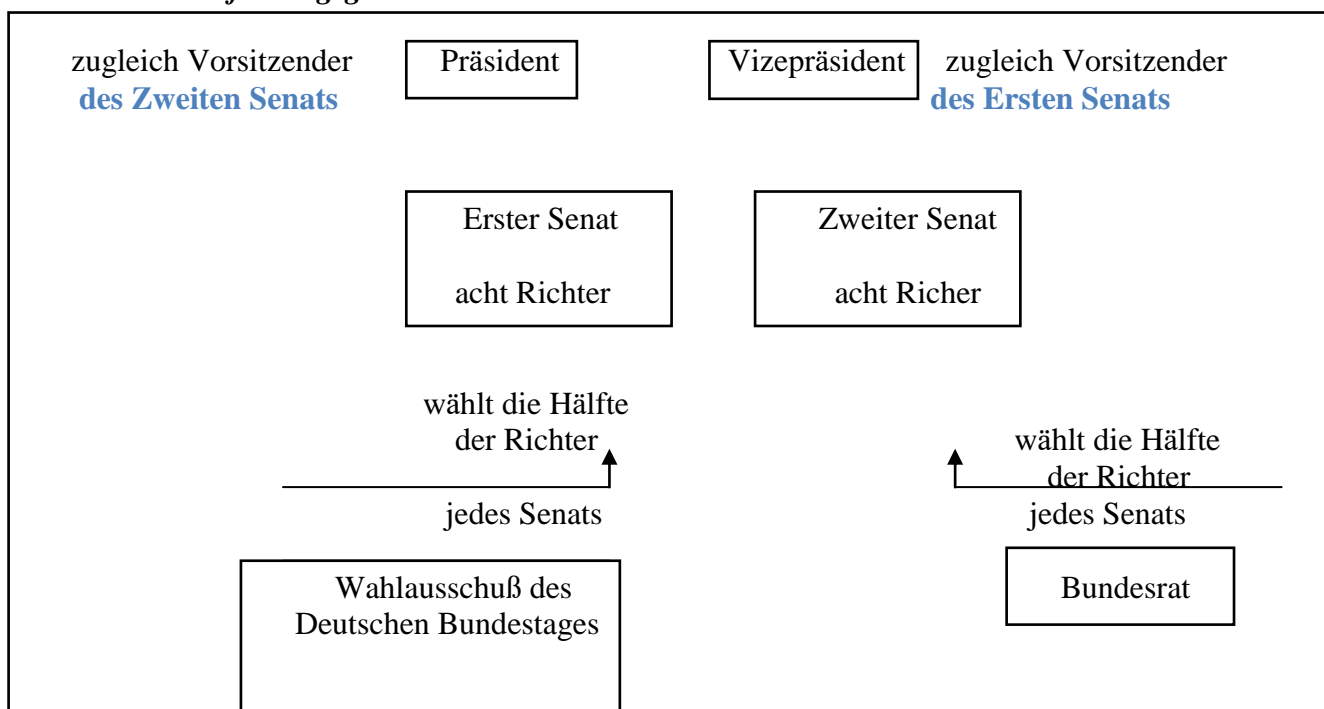 zugleich Vorsitzender
des Zweiten Senats
Präsident
Vizepräsident
zugleich Vorsitzender
des Ersten Senats
Erster Senat
acht Richter
Zweiter Senat
acht Richer
wählt die Hälfte
der Richter
jedes Senats
wählt die Hälfte
der Richter
jedes Senats
Wahlausschuß des
Deutschen Bundestages
Bundesrat